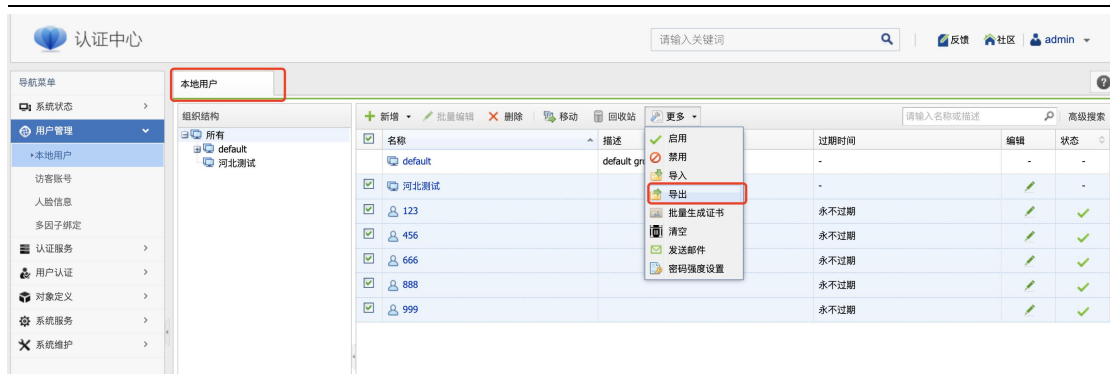 认证中心
请输入关键词
反馈 社区 admin
导航菜单
系统状态
用户管理
本地用户
访客账号
人脸信息
多因子绑定
认证服务
用户认证
对象定义
系统服务
系统维护
本地用户
组织结构
所有
default
河北测试
新增 批量编辑 删除 移动 回收站 更多
请输入名称或描述 高级搜索
名称 描述 过期时间 编辑 状态
default default gr - - -
河北测试 - -
123 永不过期
456 永不过期
666 永不过期
888 永不过期
999 永不过期
启用
禁用
导入
导出
批量生成证书
清空
发送邮件
密码强度设置